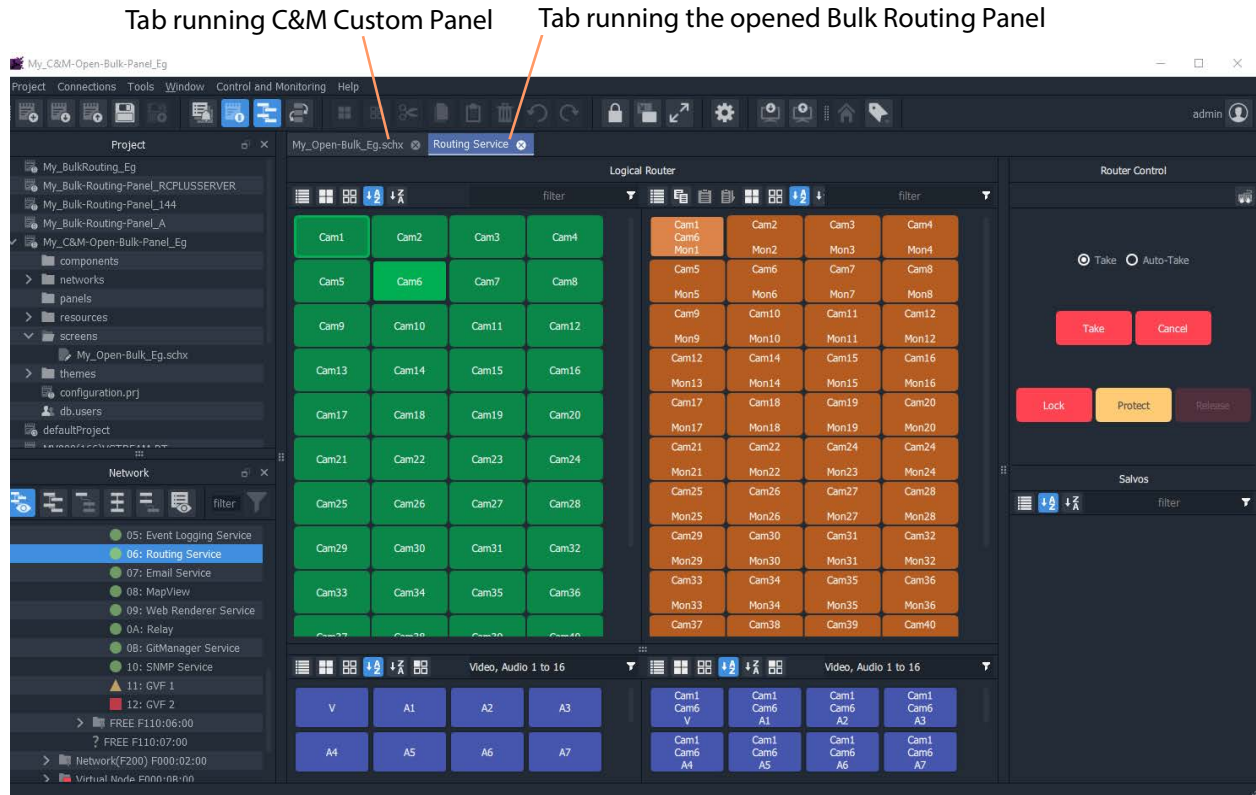 Tab running C&M Custom Panel
Tab running the opened Bulk Routing Panel
My_C&M-Open-Bulk-Panel_Eg
Project Connections Tools Window Control and Monitoring Help
admin
Project
My_Open-Bulk_Eg.schx
Routing Service
My_BulkRouting_Eg
My_Bulk-Routing-Panel_RCPLUSSERVER
My_Bulk-Routing-Panel_144
My_Bulk-Routing-Panel_A
My_C&M-Open-Bulk-Panel_Eg
components
networks
panels
resources
screens
My_Open-Bulk_Eg.schx
themes
configuration.prj
db.users
defaultProject
Network
filter
05: Event Logging Service
06: Routing Service
07: Email Service
08: MapView
09: Web Renderer Service
0A: Relay
0B: GitManager Service
10: SNMP Service
11: GVF 1
12: GVF 2
FREE F110:06:00
? FREE F110:07:00
Network(F200) F000:02:00
Virtual Node F000:0B:00
Logical Router
filter
Cam1 Cam2 Cam3 Cam4
Cam5 Cam6 Cam7 Cam8
Cam9 Cam10 Cam11 Cam12
Cam13 Cam14 Cam15 Cam16
Cam17 Cam18 Cam19 Cam20
Cam21 Cam22 Cam23 Cam24
Cam25 Cam26 Cam27 Cam28
Cam29 Cam30 Cam31 Cam32
Cam33 Cam34 Cam35 Cam36
Cam37 Cam38 Cam39 Cam40
filter
Cam1 Cam2 Cam3 Cam4
Cam6
Mon1 Mon2 Mon3 Mon4
Cam5 Cam6 Cam7 Cam8
Mon5 Mon6 Mon7 Mon8
Cam9 Cam10 Cam11 Cam12
Mon9 Mon10 Mon11 Mon12
Cam12 Cam14 Cam15 Cam16
Mon13 Mon14 Mon15 Mon16
Cam17 Cam18 Cam19 Cam20
Mon17 Mon18 Mon19 Mon20
Cam21 Cam22 Cam24 Cam24
Mon21 Mon22 Mon23 Mon24
Cam25 Cam26 Cam27 Cam28
Mon25 Mon26 Mon27 Mon28
Cam29 Cam30 Cam31 Cam32
Mon29 Mon30 Mon31 Mon32
Cam33 Cam34 Cam35 Cam36
Mon33 Mon34 Mon35 Mon36
Cam37 Cam38 Cam39 Cam40
Video, Audio 1 to 16
V A1 A2 A3
A4 A5 A6 A7
Video, Audio 1 to 16
Cam1 Cam1 Cam1 Cam1
Cam6 Cam6 Cam6 Cam6
V A1 A2 A3
Cam1 Cam1 Cam1 Cam1
Cam6 Cam6 Cam6 Cam6
A4 A5 A6 A7
Router Control
Take Auto-Take
Take Cancel
Lock Protect Release
Salvos
filter